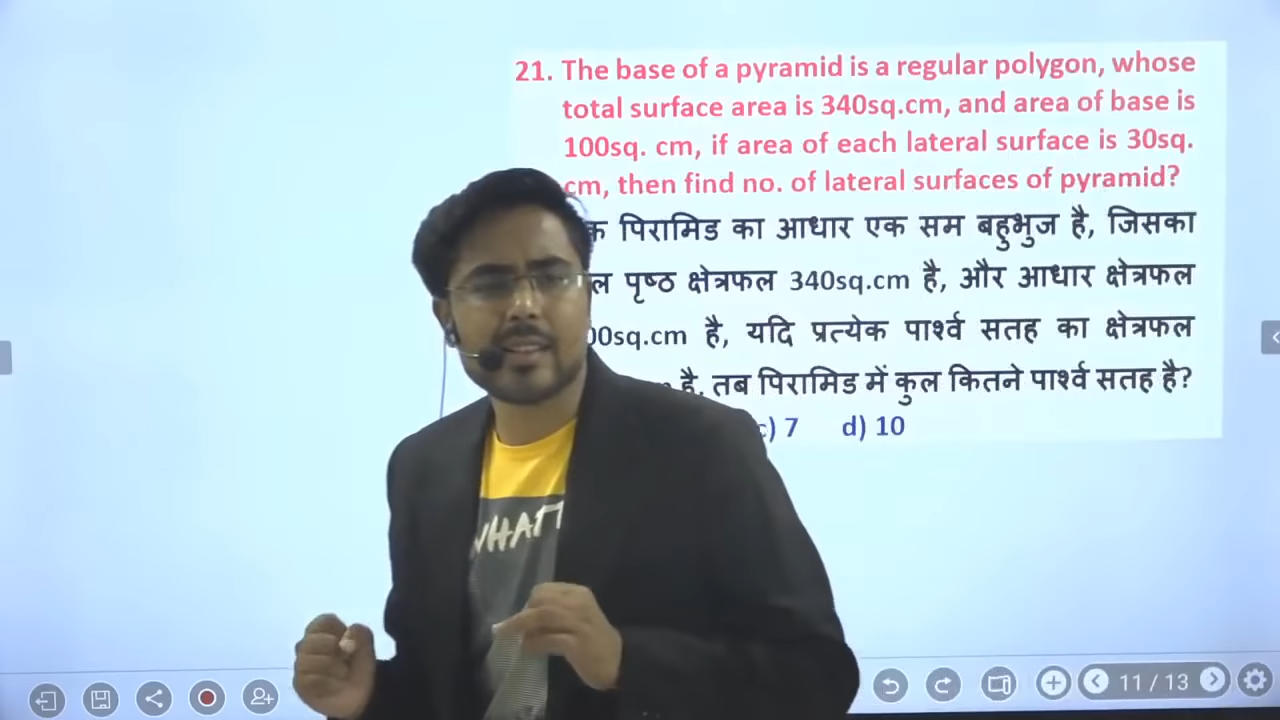 21. The base of a pyramid is a regular polygon, whose
total surface area is 340sq.cm, and area of base is
100sq. cm, if area of each lateral surface is 30sq.
cm, then find no. of lateral surfaces of pyramid?
पिरामिड का आधार एक सम बहुभुज है, जिसका
पृष्ठ क्षेत्रफल 340sq.cm है, और आधार क्षेत्रफल
00sq.cm है, यदि प्रत्येक पार्श्व सतह का क्षेत्रफल
है, तब पिरामिड में कुल कितने पार्श्व सतह है?
c) 7 d) 10
WHAT
11 / 13